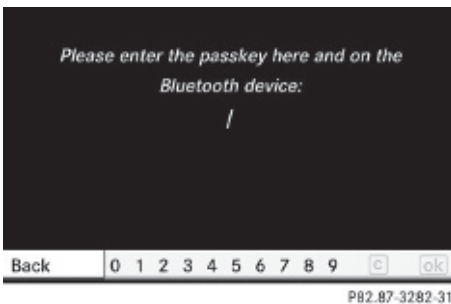 Please enter the passkey here and on the
Bluetooth device:
/
Back 0 1 2 3 4 5 6 7 8 9 c ok
P82.87-3282-31